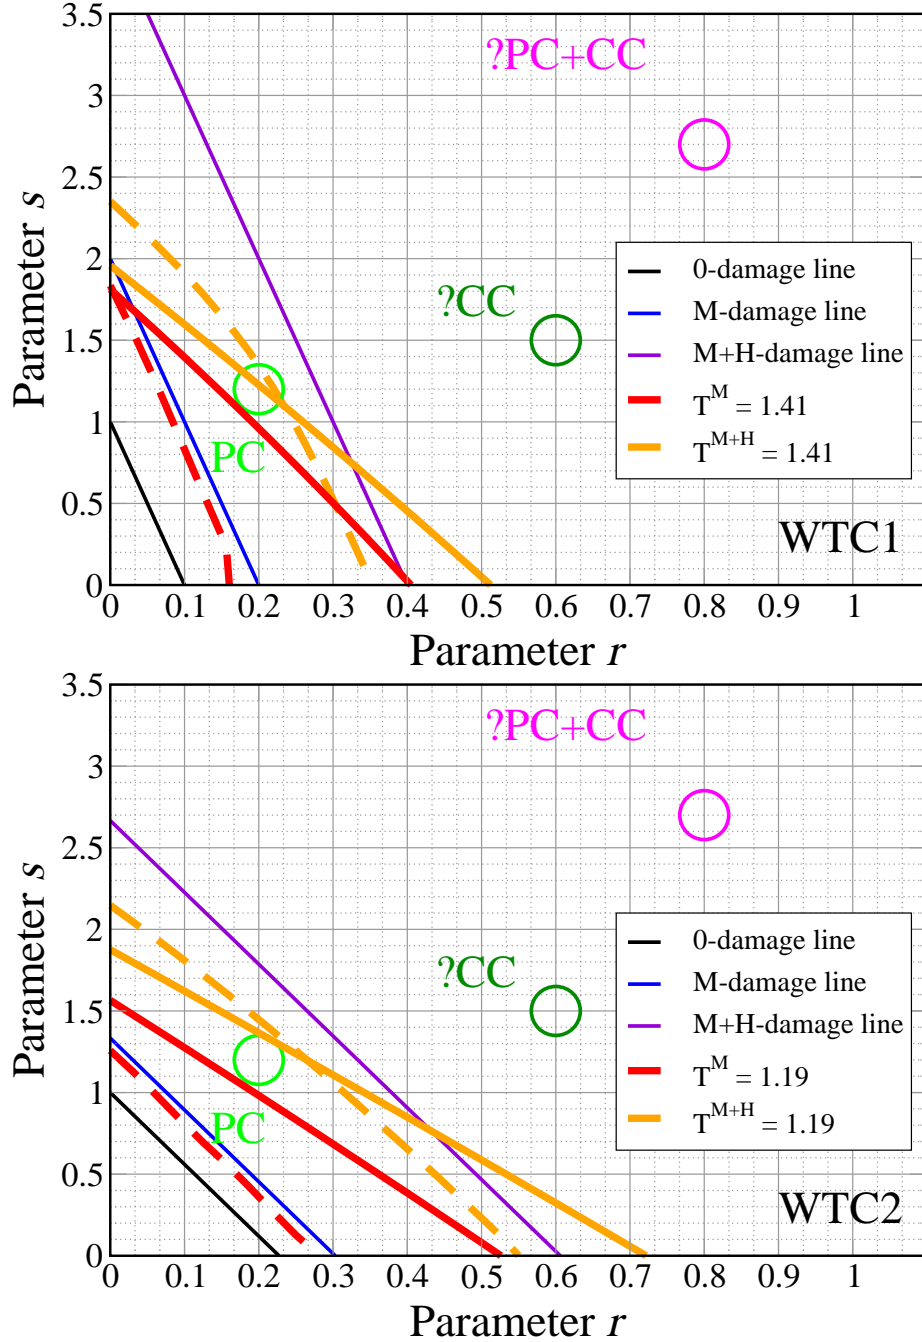 3.5
3
2.5
2
1.5
1
0.5
0
Parameter s
?PC+CC
?CC
PC
0-damage line
M-damage line
M+H-damage line
T^M = 1.41
T^M+H = 1.41
WTC1
0 0.1 0.2 0.3 0.4 0.5 0.6 0.7 0.8 0.9 1
Parameter r
3.5
3
2.5
2
1.5
1
0.5
0
Parameter s
?PC+CC
?CC
PC
0-damage line
M-damage line
M+H-damage line
T^M = 1.19
T^M+H = 1.19
WTC2
0 0.1 0.2 0.3 0.4 0.5 0.6 0.7 0.8 0.9 1
Parameter r